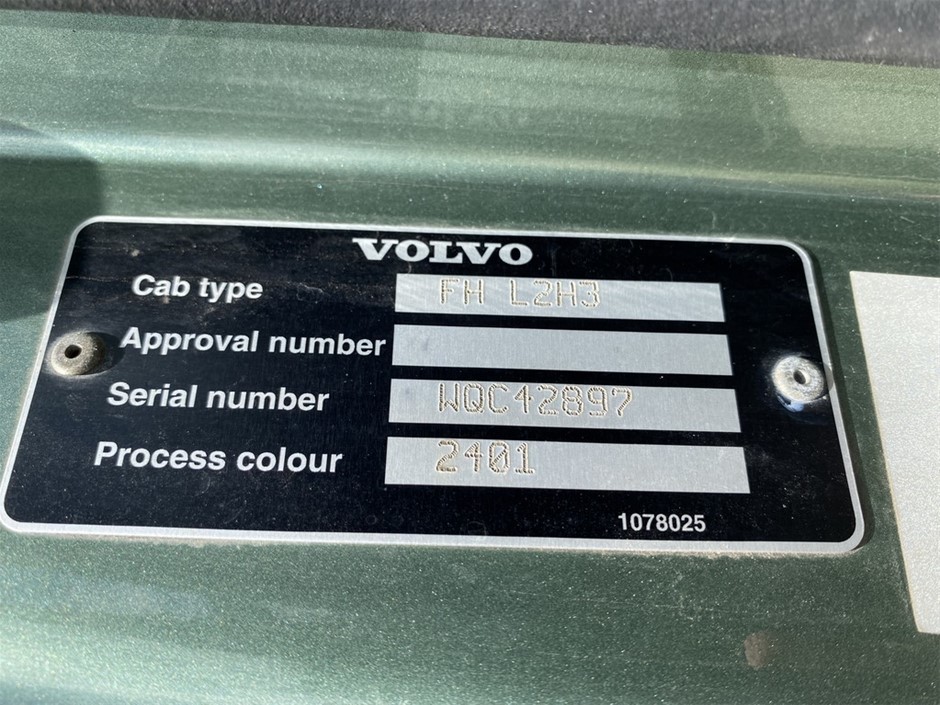 VOLVO
Cab type FH L2H3
Approval number
Serial number WQC42897
Process colour 2401
1078025